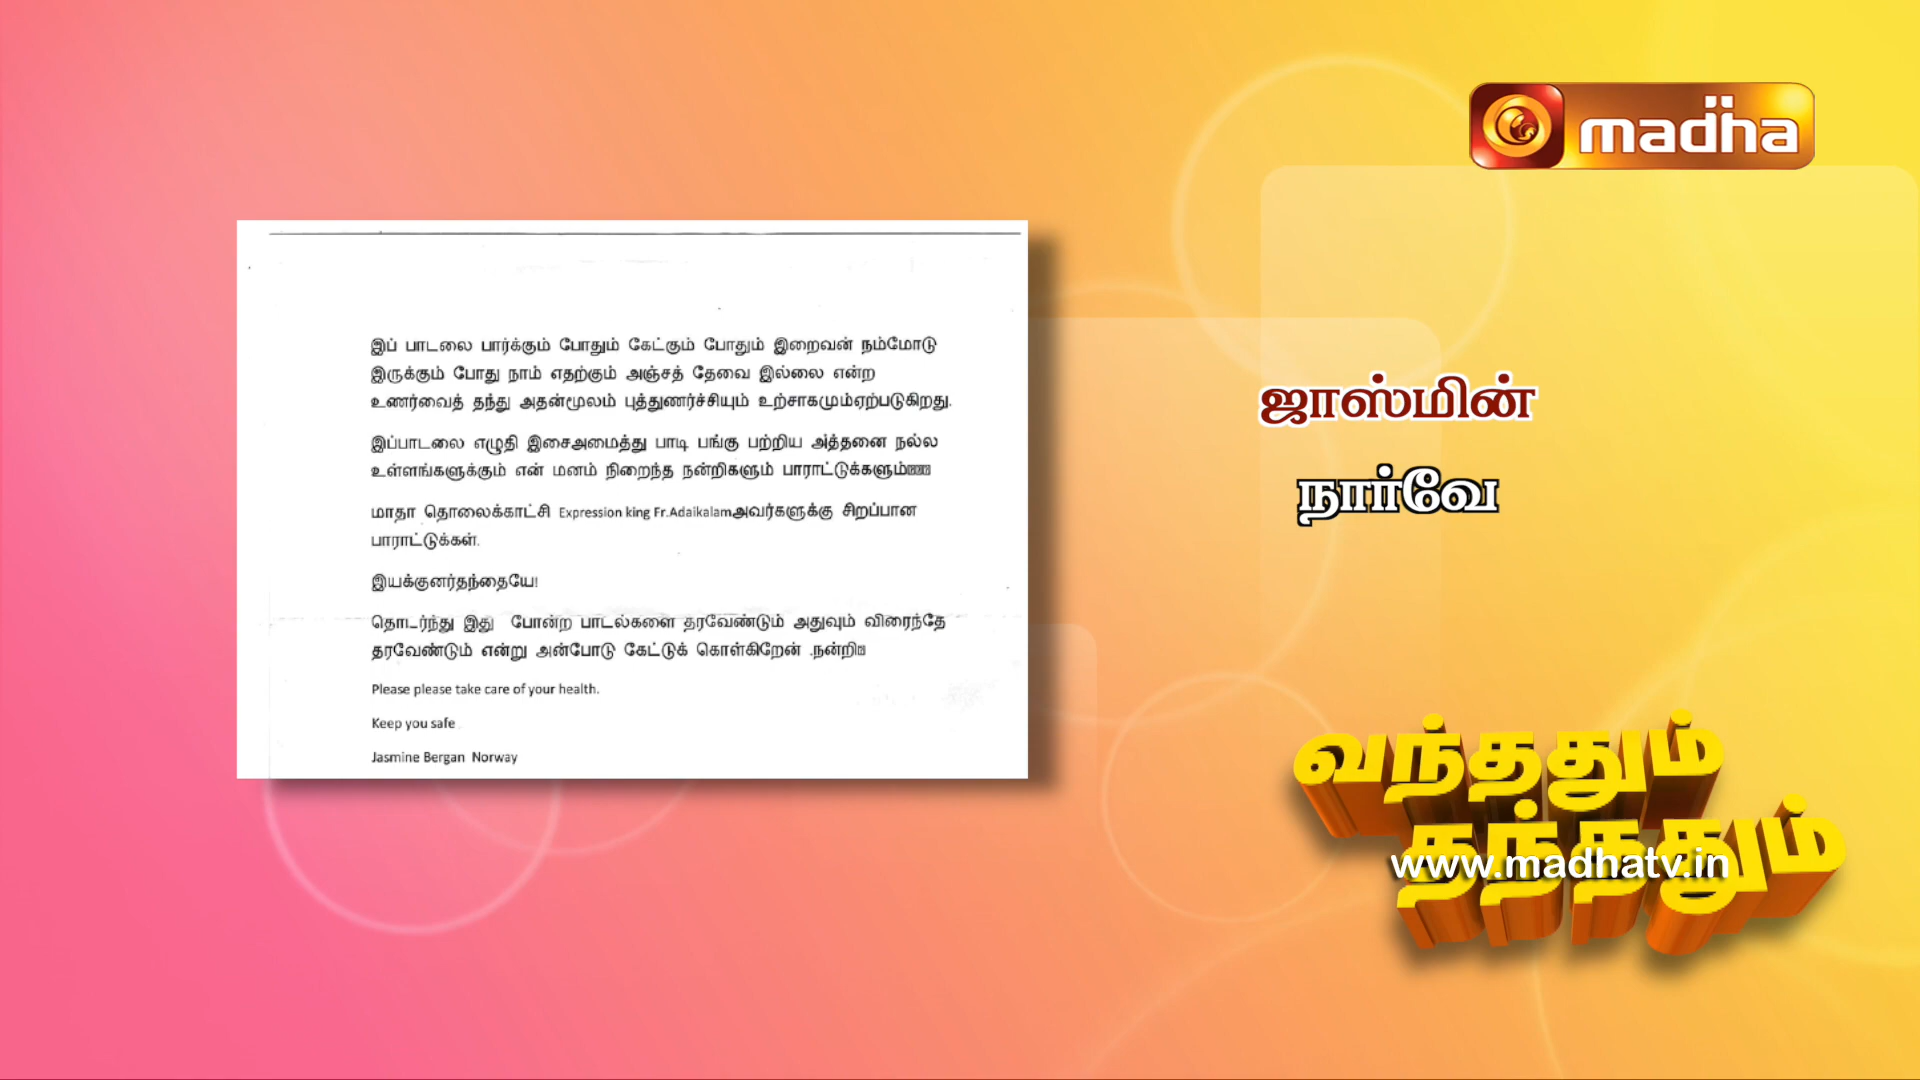 madha
இப் பாடலை பார்க்கும் போதும் கேட்கும் போதும் இறைவன் நம்மோடு
இருக்கும் போது நாம் எதற்கும் அஞ்சத் தேவை இல்லை என்ற
உணர்வைத் தந்து அதன்மூலம் புத்துணர்ச்சியும் உற்சாகமும்ஏற்படுகிறது.
இப்பாடலை எழுதி இசைஅமைத்து பாடி பங்கு பற்றிய அத்தனை நல்ல
உள்ளங்களுக்கும் என் மனம் நிறைந்த நன்றிகளும் பாராட்டுக்களும்
மாதா தொலைக்காட்சி Expression king Fr.Adaikalamஅவர்களுக்கு சிறப்பான
பாராட்டுக்கள்.
இயக்குனர்தந்தையே!
தொடர்ந்து இது போன்ற பாடல்களை தரவேண்டும் அதுவும் விரைந்தே
தரவேண்டும் என்று அன்போடு கேட்டுக் கொள்கிறேன் .நன்றி
Please please take care of your health.
Keep you safe
Jasmine Bergan Norway
ஜாஸ்மின்
நார்வே
வந்ததும்
தந்ததும்
www.madhatv.in